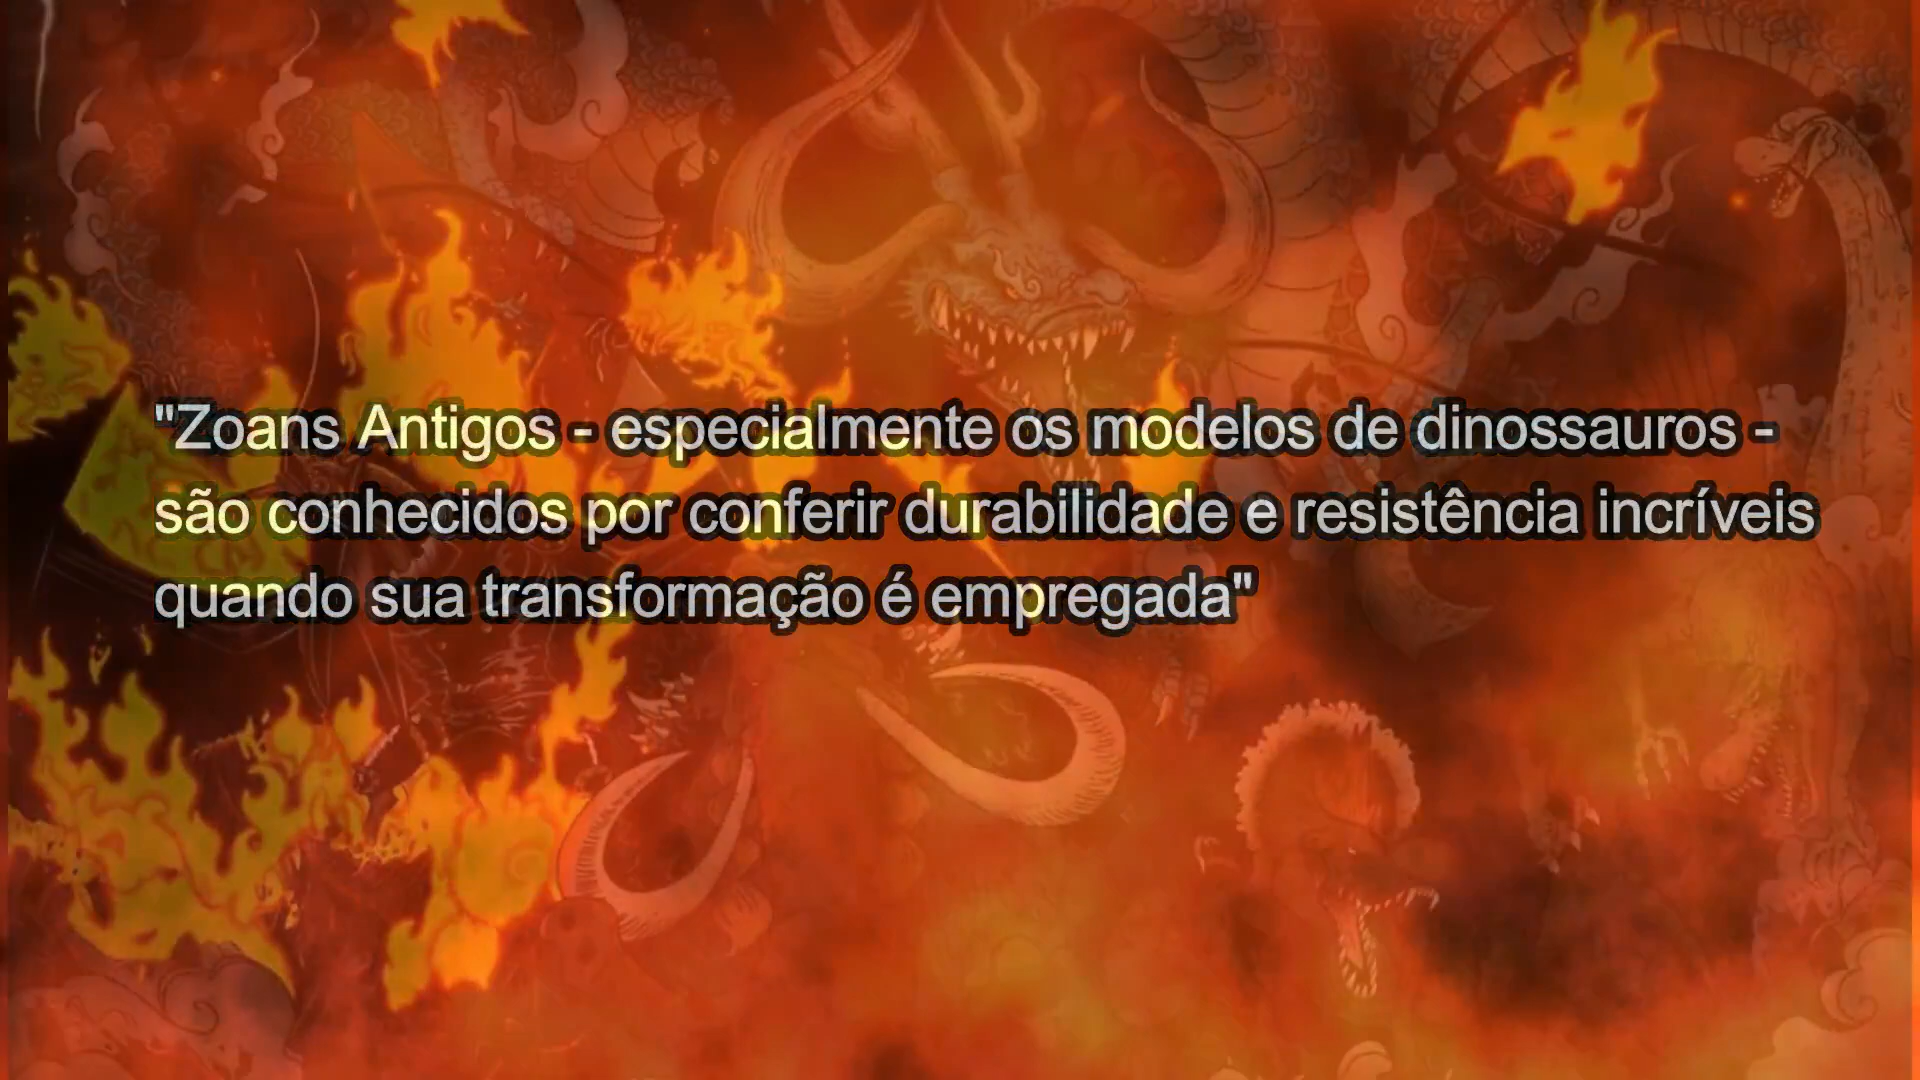 "Zoans Antigos - especialmente os modelos de dinossauros -
são conhecidos por conferir durabilidade e resistência incríveis
quando sua transformação é empregada"